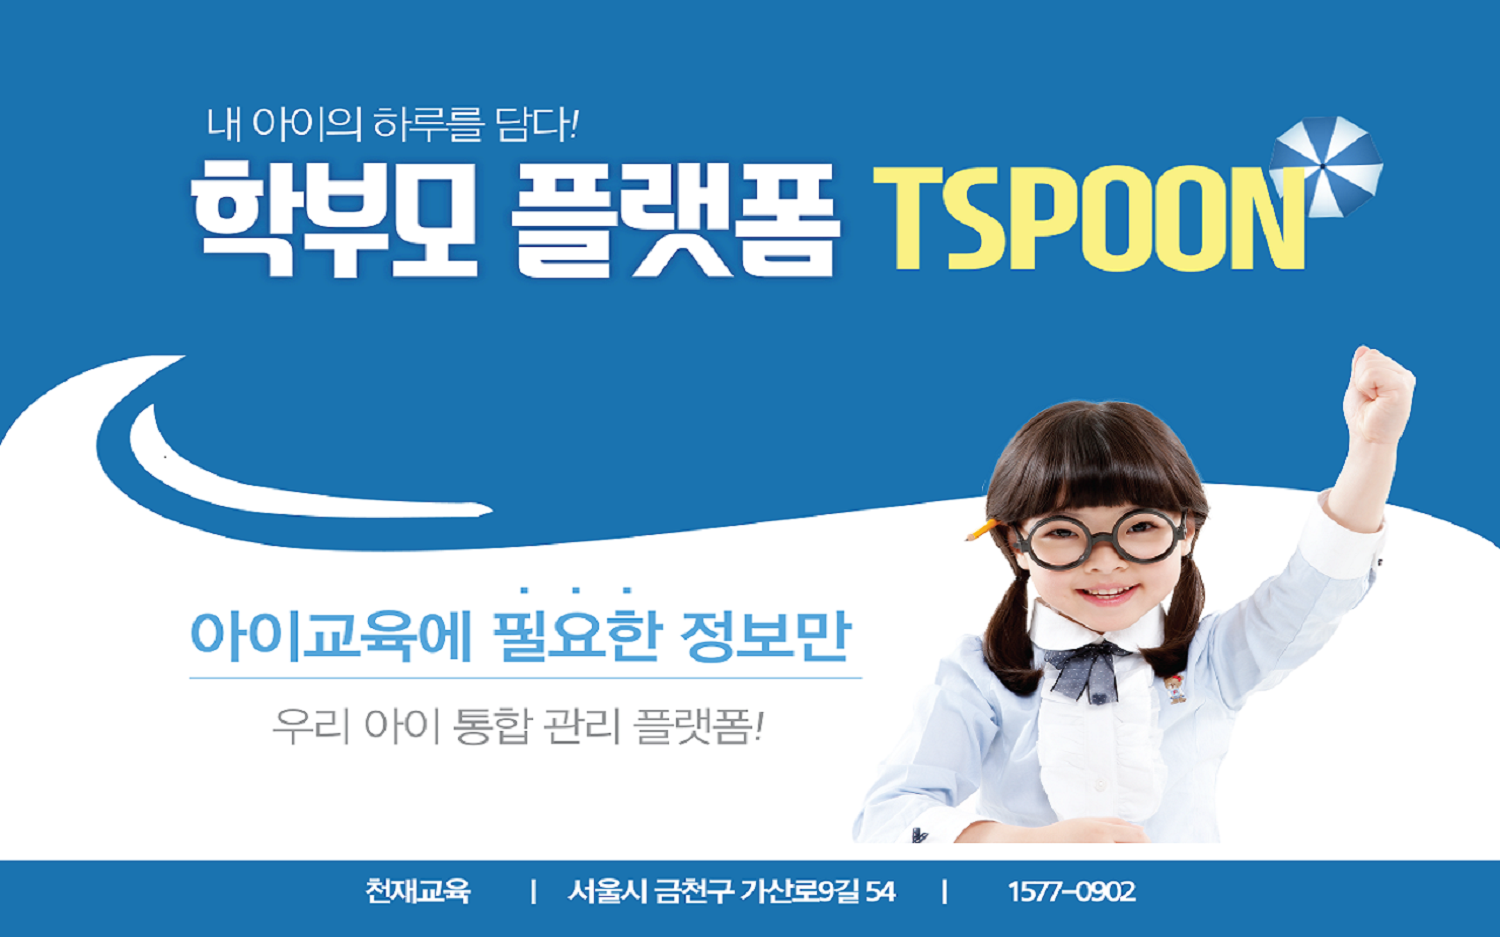 내 아이의 하루를 담다!
학부모 플랫폼 TSPOON
아이교육에 필요한 정보만
우리 아이 통합 관리 플랫폼!
천재교육 | 서울시 금천구 가산로9길 54 | 1577-0902